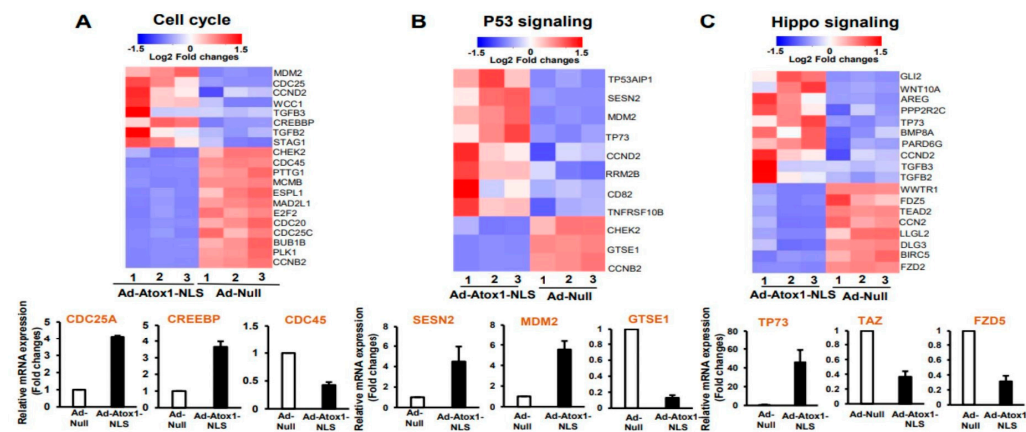 A
Cell cycle
-1.5
1.5
Log2 Fold changes
MDM2
CDC25
CCND2
WCC1
TGFB3
CREBBP
TGFB2
STAG1
CHEK2
CDC45
PTTG1
MCMB
ESPL1
MAD2L1
E2F2
CDC20
CDC25C
BUB1B
PLK1
CCNB2
1 2 3 1 2 3
Ad-Atox1-NLS Ad-Null
B
P53 signaling
-1.5
1.5
Log2 Fold changes
TP53AIP1
SESN2
MDM2
TP73
CCND2
RRM2B
CD82
TNFRSF10B
CHEK2
GTSE1
CCNB2
1 2 3 1 2 3
Ad-Atox1-NLS Ad-Null
C
Hippo signaling
-1.5
1.5
Log2 Fold changes
GLI2
WNT10A
AREG
PPP2R2C
TP73
BMP8A
PARD6G
CCND2
TGFB3
TGFB2
WWTR1
FDZ5
TEAD2
CCN2
LLGL2
DLG3
BIRC5
FZD2
1 2 3 1 2 3
Ad-Atox1-NLS Ad-Null
Relative mRNA expression
(Fold changes)
CDC25A
5
4
3
2
1
0
Ad-
Null
Ad-Atox1-
NLS
CREEBP
5
4
3
2
1
0
Ad-
Null
Ad-Atox1-
NLS
CDC45
1.5
1.0
0.5
0
Ad-
Null
Ad-Atox1-
NLS
Relative mRNA expression
(Fold changes)
SESN2
8
6
4
2
0
Ad-
Null
Ad-Atox1-
NLS
MDM2
8
6
4
2
0
Ad-
Null
Ad-Atox1-
NLS
GTSE1
1
0.8
0.6
0.4
0.2
0
Ad-
Null
Ad-Atox1-
NLS
Relative mRNA expression
(Fold changes)
TP73
80
60
40
20
0
Ad-
Null
Ad-Atox1-
NLS
TAZ
1
0.8
0.6
0.4
0.2
0
Ad-Null
Ad-Atox1-
NLS
FZD5
1
0.8
0.6
0.4
0.2
0
Ad-
Null
Ad-Atox1-
NLS